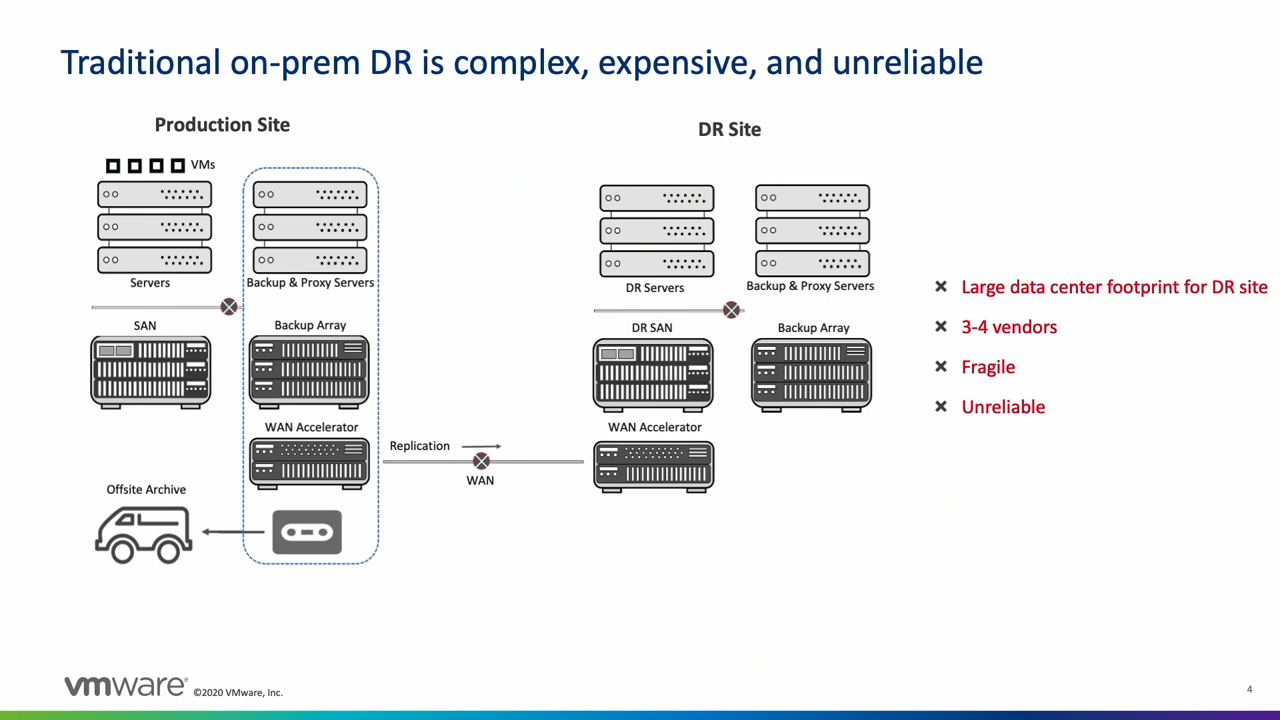 Traditional on-prem DR is complex, expensive, and unreliable
Production Site
DR Site
VMs
Servers
Backup & Proxy Servers
DR Servers
Backup & Proxy Servers
SAN
Backup Array
DR SAN
Backup Array
WAN Accelerator
WAN Accelerator
Replication
WAN
Offsite Archive
Large data center footprint for DR site
3-4 vendors
Fragile
Unreliable
vmware®
©2020 VMware, Inc.
4